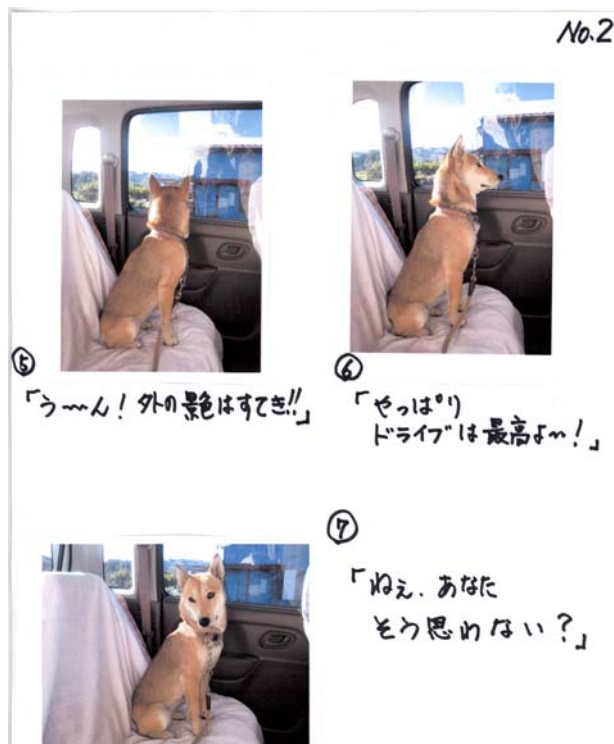 No.2
⑤
「う〜ん！外の景色はすてき!!」
⑥
「やっぱり
ドライブは最高よ〜！」
⑦
「ねぇ、あなた
そう思わない？」